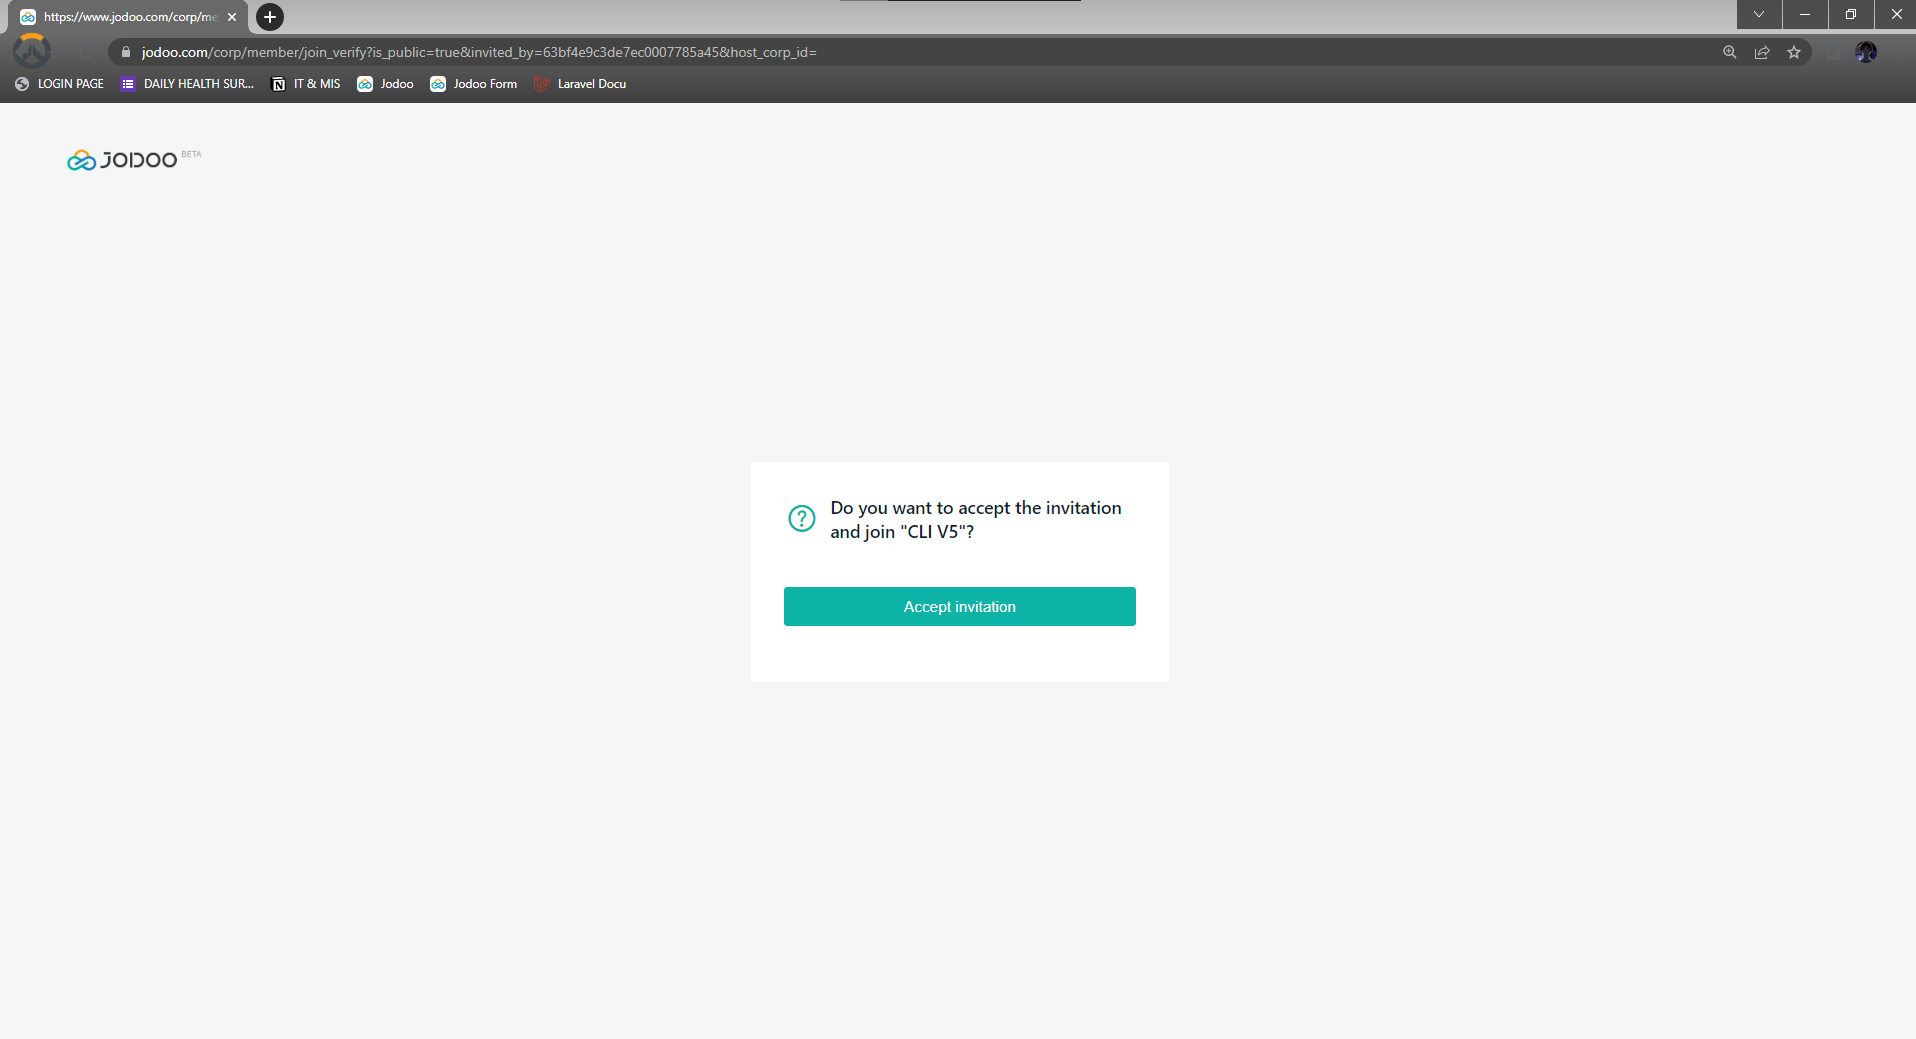 https://www.jodoo.com/corp/me
jodoo.com/corp/member/join_verify?is_public=true&invited_by=63bf4e9c3de7ec0007785a45&host_corp_id=
LOGIN PAGE DAILY HEALTH SUR... IT & MIS Jodoo Jodoo Form Laravel Docu
JODOO BETA
Do you want to accept the invitation
and join "CLI V5"?
Accept invitation